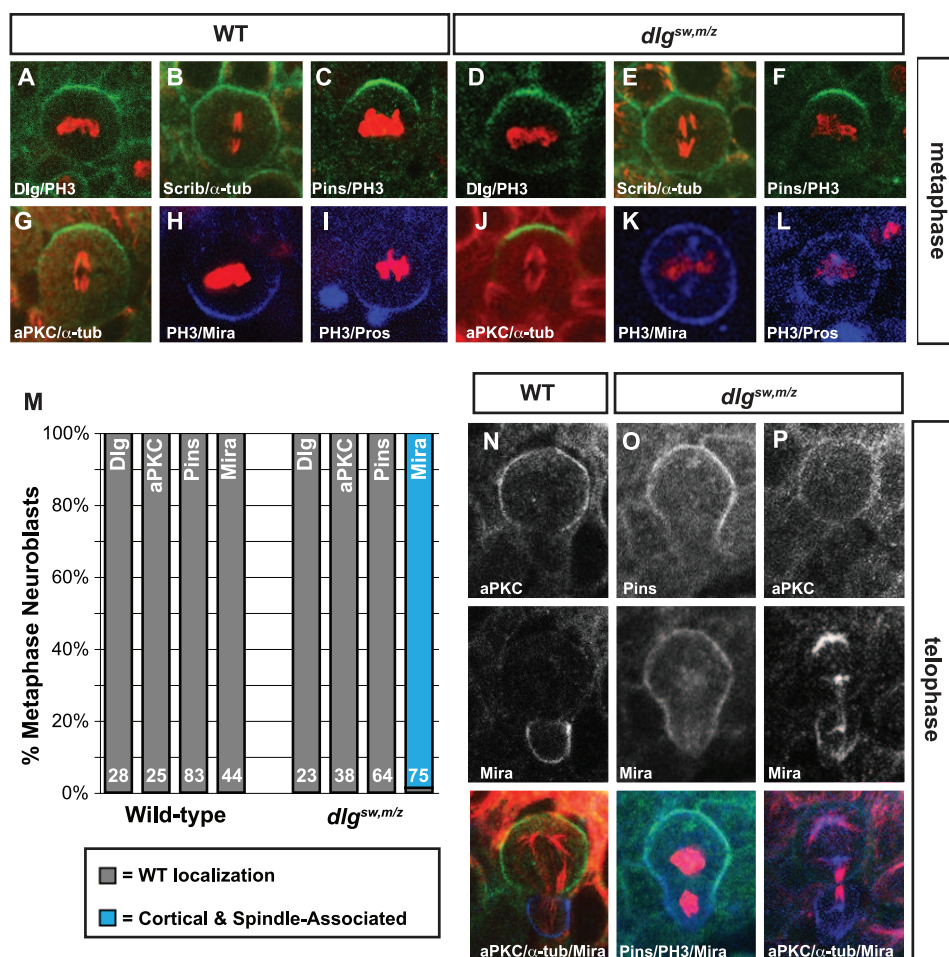 WT
dlg^sw,m/z
metaphase
A
B
C
D
E
F
Dlg/PH3
Scrib/α-tub
Pins/PH3
Dlg/PH3
Scrib/α-tub
Pins/PH3
G
H
I
J
K
L
aPKC/α-tub
PH3/Mira
PH3/Pros
aPKC/α-tub
PH3/Mira
PH3/Pros
M
% Metaphase Neuroblasts
100%
80%
60%
40%
20%
0%
Dlg
aPKC
Pins
Mira
Dlg
aPKC
Pins
Mira
28
25
83
44
23
38
64
75
Wild-type
dlg^sw,m/z
= WT localization
= Cortical & Spindle-Associated
WT
dlg^sw,m/z
telophase
N
O
P
aPKC
Pins
aPKC
Mira
Mira
Mira
aPKC/α-tub/Mira
Pins/PH3/Mira
aPKC/α-tub/Mira